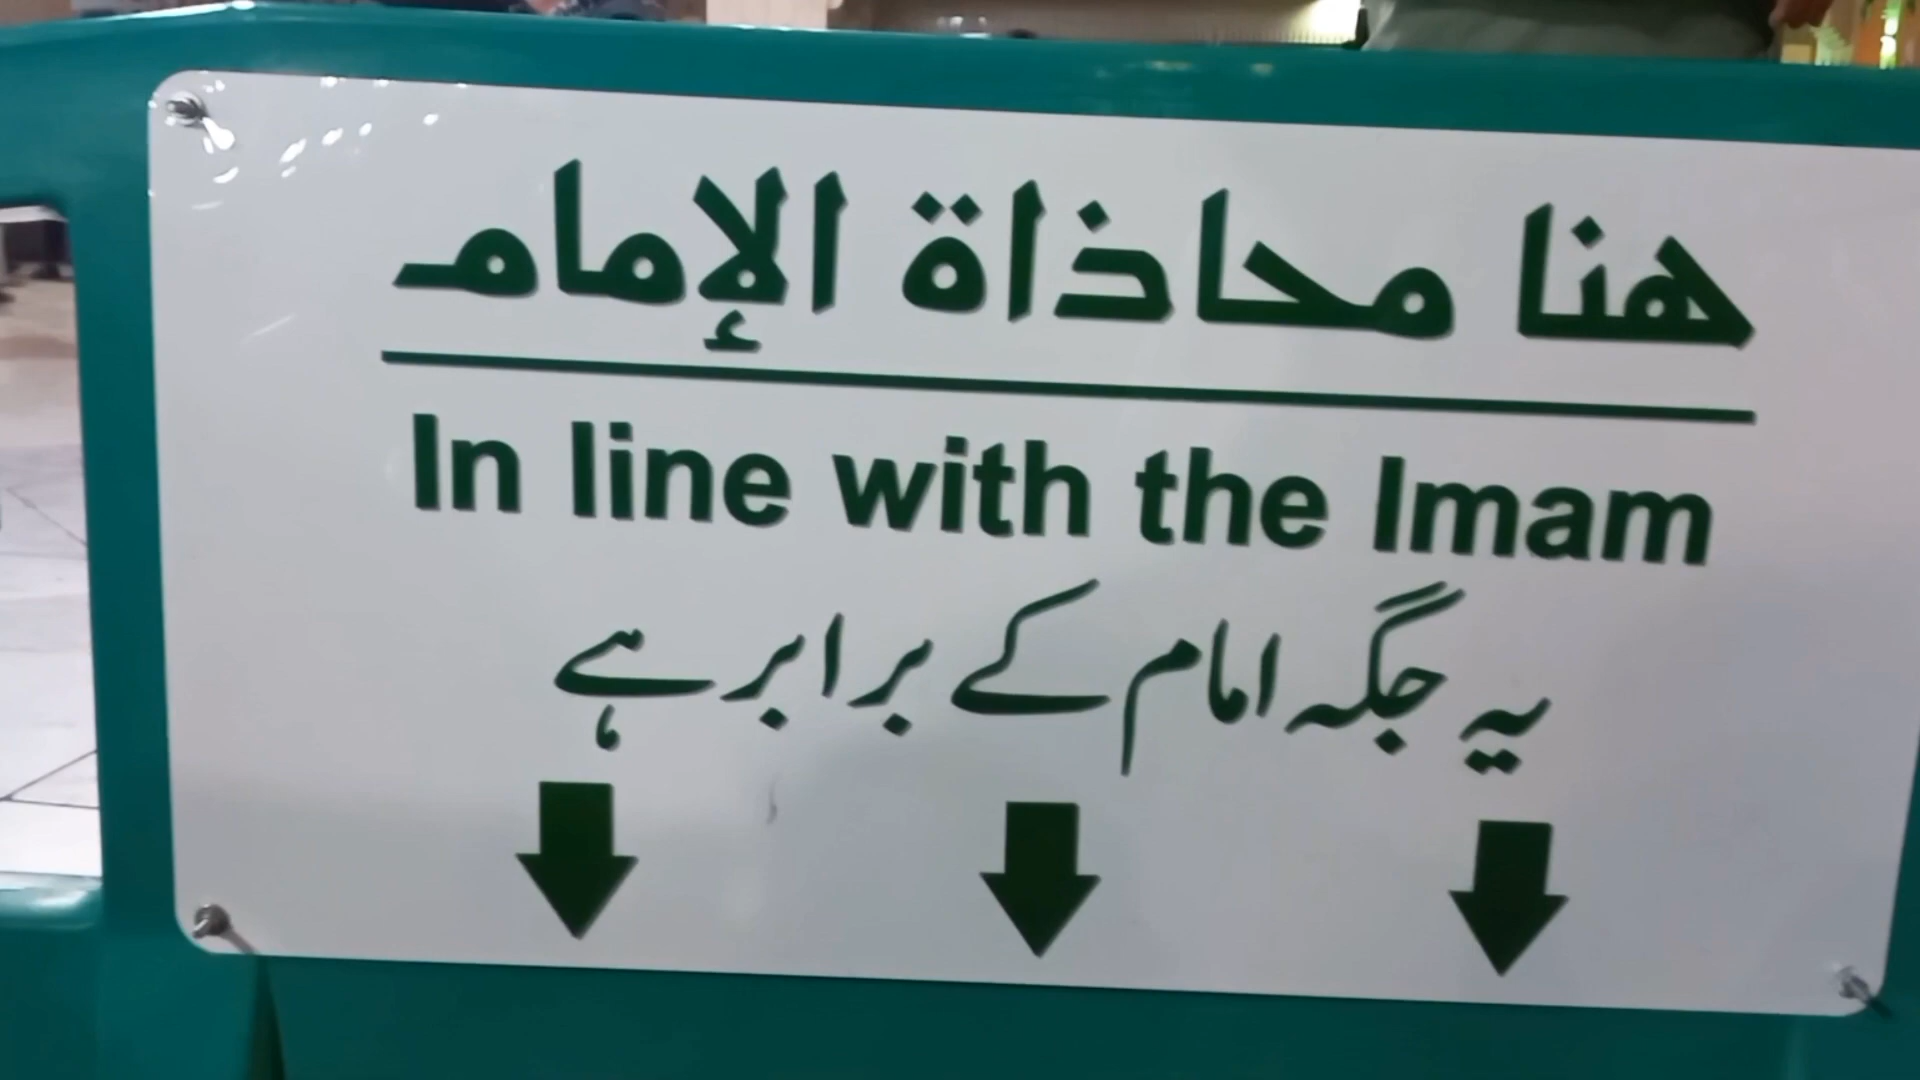 هنا محاذاة الإمام
In line with the Imam
یہ جگہ امام کے برابر ہے